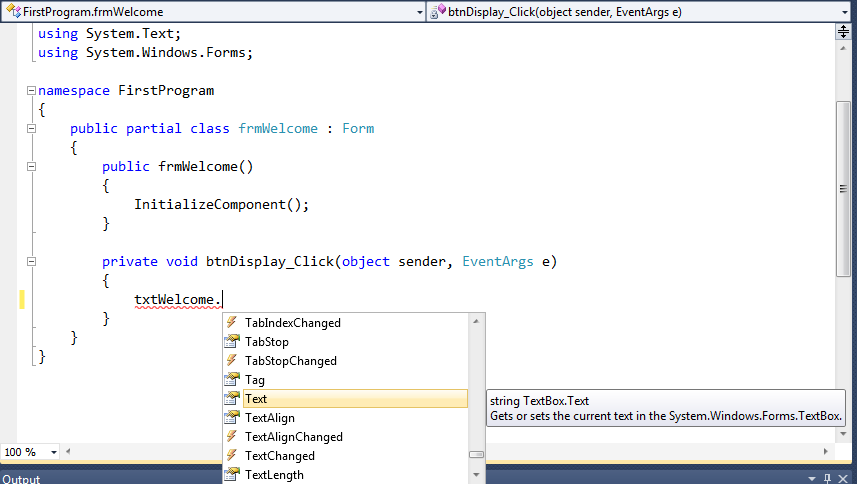 FirstProgram.frmWelcome
btnDisplay_Click(object sender, EventArgs e)
using System.Text;
using System.Windows.Forms;
namespace FirstProgram
{
public partial class frmWelcome : Form
{
public frmWelcome()
{
InitializeComponent();
}
private void btnDisplay_Click(object sender, EventArgs e)
{
txtWelcome.
}
}
}
TabIndexChanged
TabStop
TabStopChanged
Tag
Text
TextAlign
TextAlignChanged
TextChanged
TextLength
string TextBox.Text
Gets or sets the current text in the System.Windows.Forms.TextBox.
100 %
Output